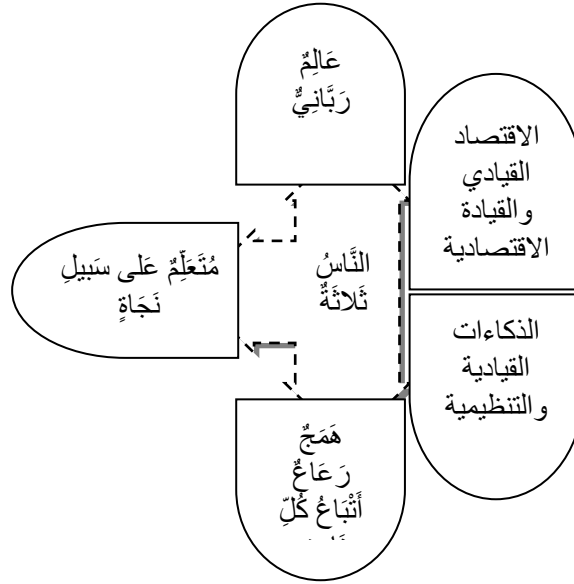 عَالِمٌ
رَبَّانِيٌّ
الاقتصاد
القيادي
والقيادة
الاقتصادية
النَّاسُ
ثَلاثَةٌ
مُتَعَلِّمٌ عَلى سَبيلِ
نَجَاةٍ
الذكاءات
القيادية
والتنظيمية
هَمَجٌ
رَعَاعٌ
أَتْبَاعُ كُلِّ